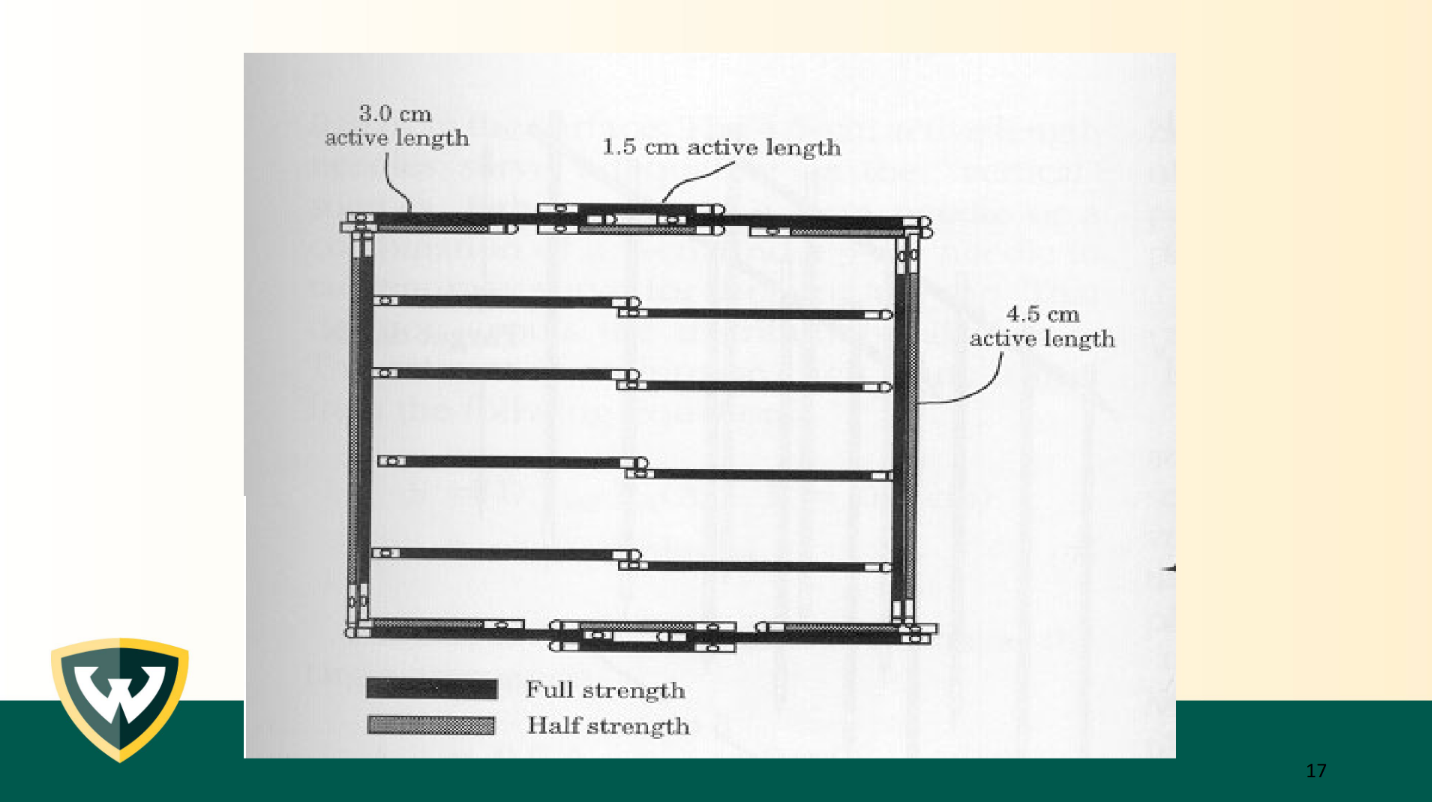 3.0 cm
active length
1.5 cm active length
4.5 cm
active length
Full strength
Half strength
W
17